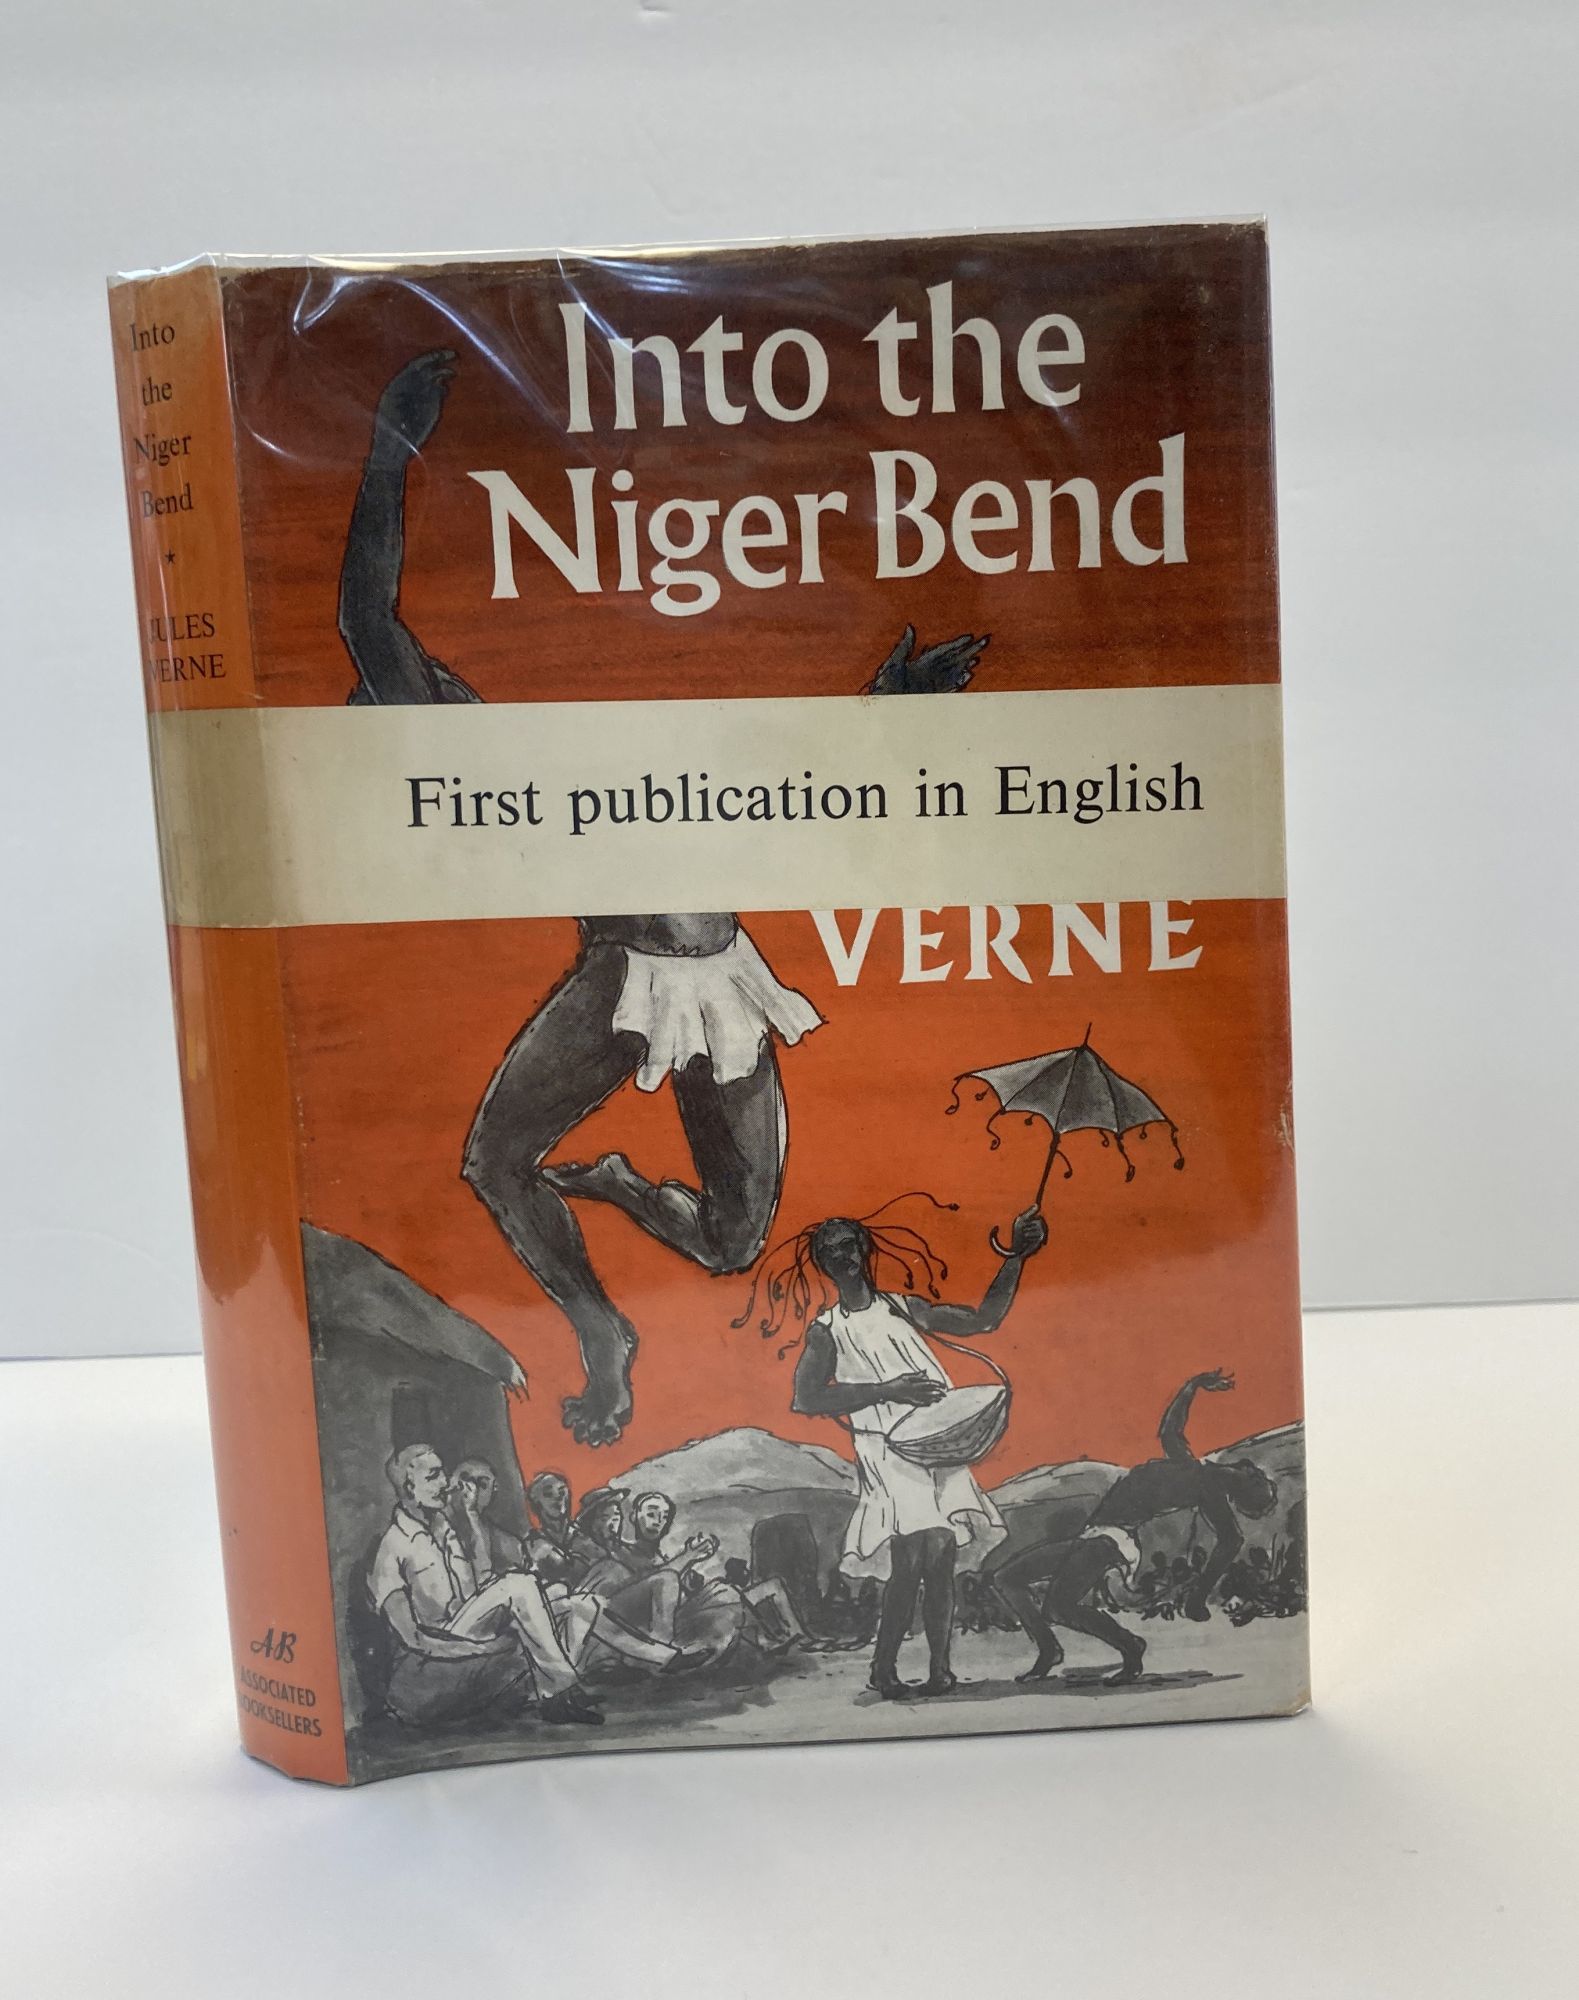 Into
the
Niger
Bend
★
JULES
VERNE
AB
ASSOCIATED
BOOKSELLERS
Into the
Niger Bend
First publication in English
VERNE